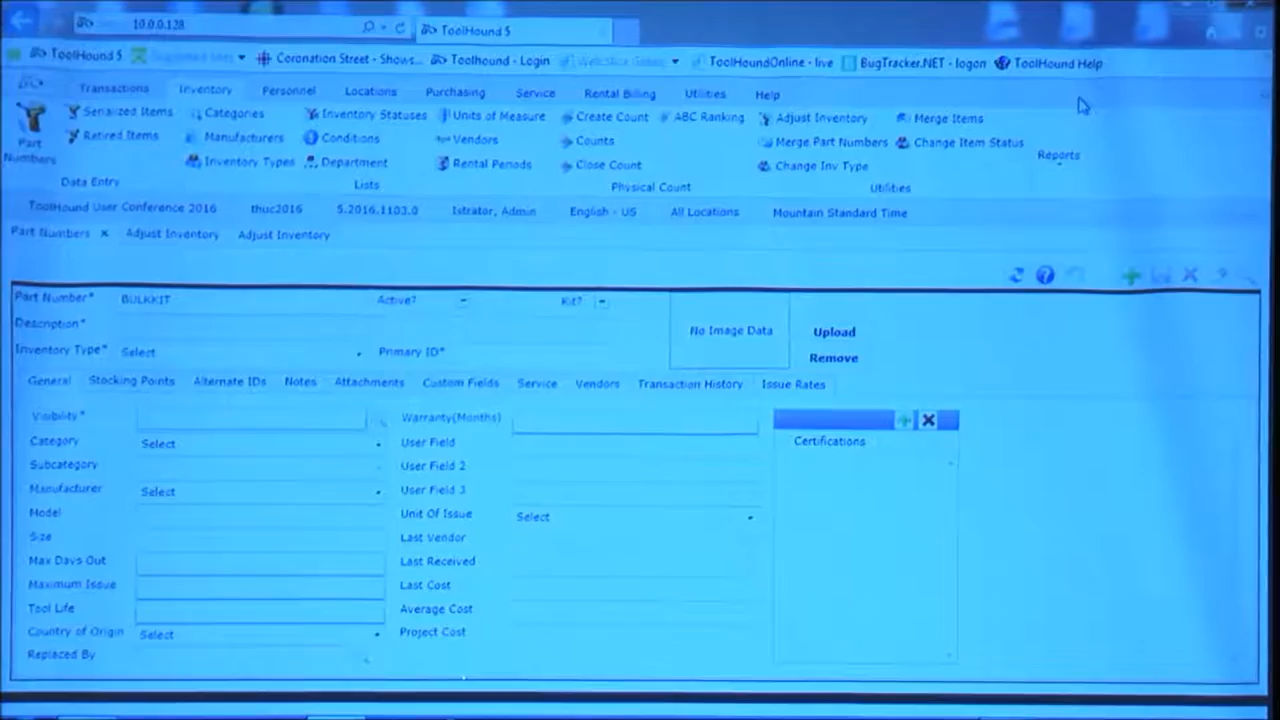 10.0.0.128
ToolHound 5
ToolHound 5
Coronation Street - Shows...
Toolhound - Login
ToolHoundOnline - live
BugTracker.NET - logon
ToolHound Help
Transactions
Inventory
Personnel
Locations
Purchasing
Service
Rental Billing
Utilities
Help
Part Numbers
Serialized Items
Retired Items
Data Entry
Categories
Manufacturers
Inventory Types
Inventory Statuses
Conditions
Department
Units of Measure
Vendors
Rental Periods
Lists
Create Count
ABC Ranking
Counts
Close Count
Physical Count
Adjust Inventory
Merge Items
Merge Part Numbers
Change Item Status
Change Inv Type
Utilities
Reports
ToolHound User Conference 2016
thuc2016
5.2016.1103.0
Istrator, Admin
English - US
All Locations
Mountain Standard Time
Part Numbers x
Adjust Inventory
Adjust Inventory
Part Number*
BULKKIT
Active?
Kit?
Description*
Inventory Type*
Select
Primary ID*
No Image Data
Upload
Remove
General
Stocking Points
Alternate IDs
Notes
Attachments
Custom Fields
Service
Vendors
Transaction History
Issue Rates
Visibility*
Category
Select
Subcategory
Manufacturer
Select
Model
Size
Max Days Out
Maximum Issue
Tool Life
Country of Origin
Select
Replaced By
Warranty(Months)
User Field
User Field 2
User Field 3
Unit Of Issue
Select
Last Vendor
Last Received
Last Cost
Average Cost
Project Cost
Certifications